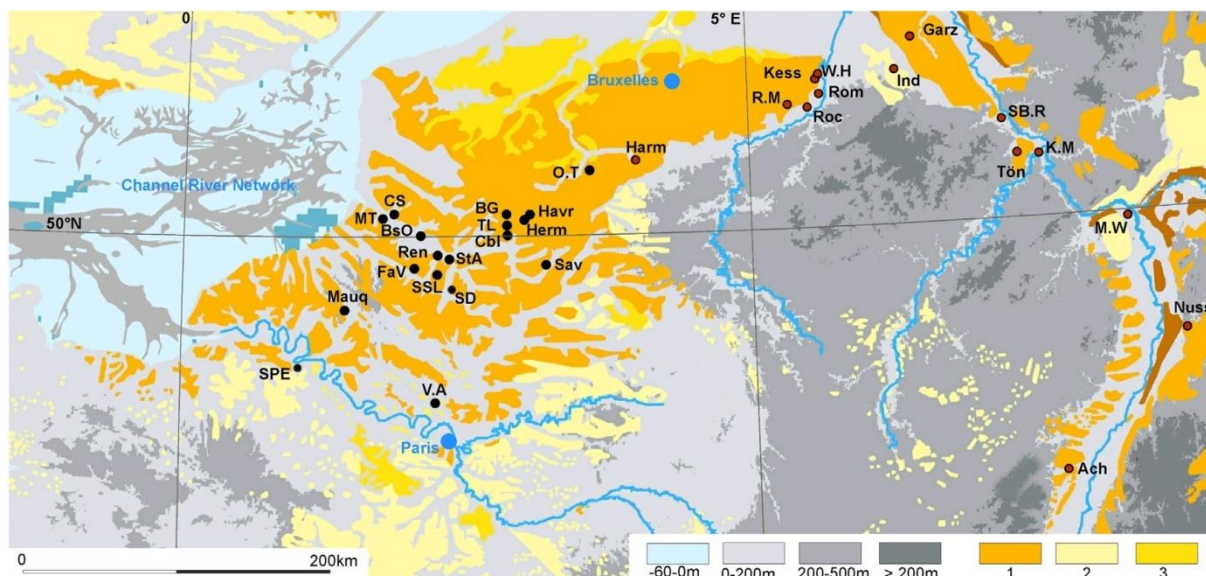 0
5° E
Garz
Bruxelles
Kess
W.H
Ind
R.M
Rom
Roc
SB.R
Harm
O.T
Tön
K.M
Channel River Network
CS
MT
BsO
BG
TL
Cbl
Havr
Herm
50°N
M.W
Ren
StA
FaV
SSL
SD
Sav
Mauq
Nuss
SPE
V.A
Paris
Ach
0
200km
-60-0m
0-200m
200-500m
> 200m
1
2
3